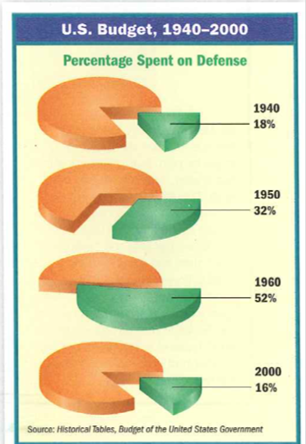 U.S. Budget, 1940–2000
Percentage Spent on Defense
1940
18%
1950
32%
1960
52%
2000
16%
Source: Historical Tables, Budget of the United States Government